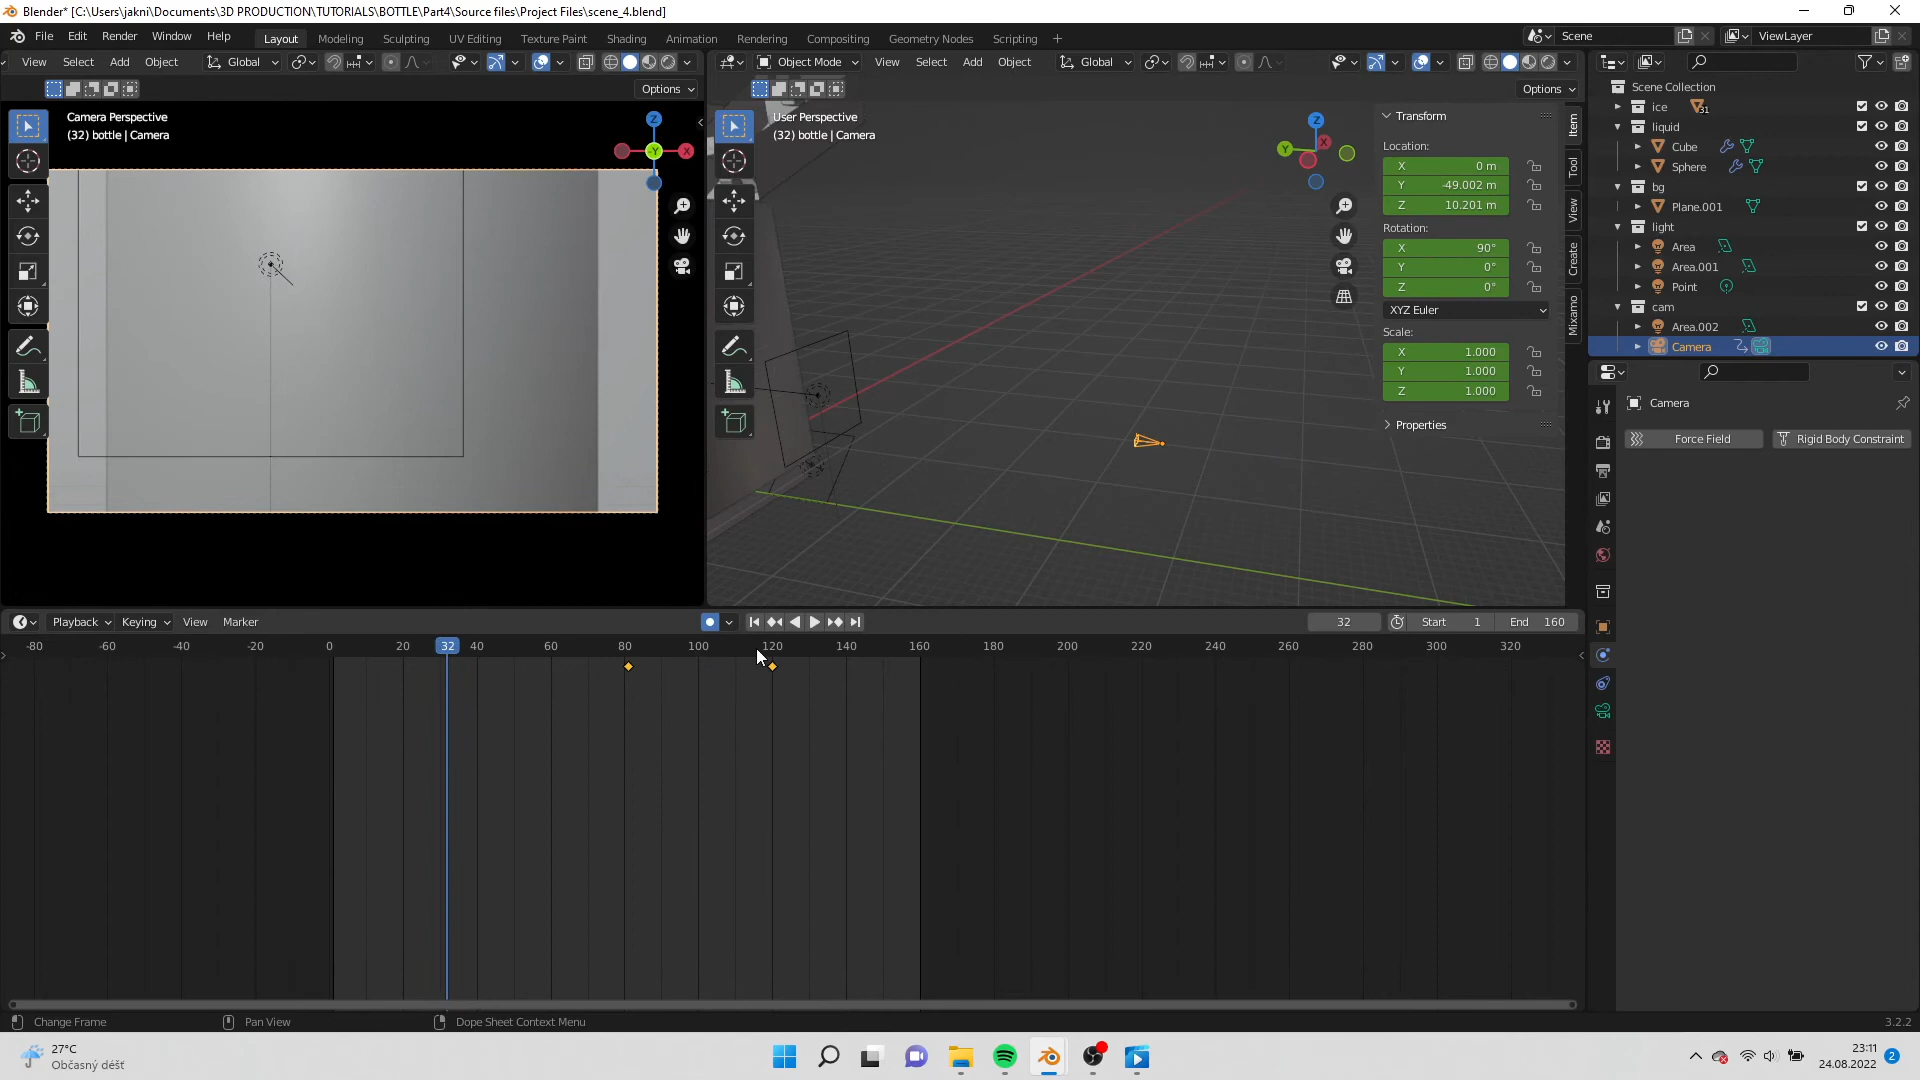 Blender* [C:\Users\jakni\Documents\3D PRODUCTION\TUTORIALS\BOTTLE\Part4\Source files\Project Files\scene_4.blend]
File Edit Render Window Help Layout Modeling Sculpting UV Editing Texture Paint Shading Animation Rendering Compositing Geometry Nodes Scripting + Scene ViewLayer
View Select Add Object Global Object Mode View Select Add Object Global
Options Options
Camera Perspective
(32) bottle | Camera
Z
-Y
X
User Perspective
(32) bottle | Camera
Z
X
Y
Transform
Location:
X 0 m
Y -49.002 m
Z 10.201 m
Rotation:
X 90°
Y 0°
Z 0°
XYZ Euler
Scale:
X 1.000
Y 1.000
Z 1.000
Properties
Item
Tool
View
Create
Mixamo
Scene Collection
ice 31
liquid
Cube
Sphere
bg
Plane.001
light
Area
Area.001
Point
cam
Area.002
Camera
Camera
Force Field Rigid Body Constraint
Playback Keying View Marker 32 Start 1 End 160
-80 -60 -40 -20 0 20 32 40 60 80 100 120 140 160 180 200 220 240 260 280 300 320
Change Frame Pan View Dope Sheet Context Menu 3.2.2
27°C
Občasný déšť
23:11
24.08.2022
2